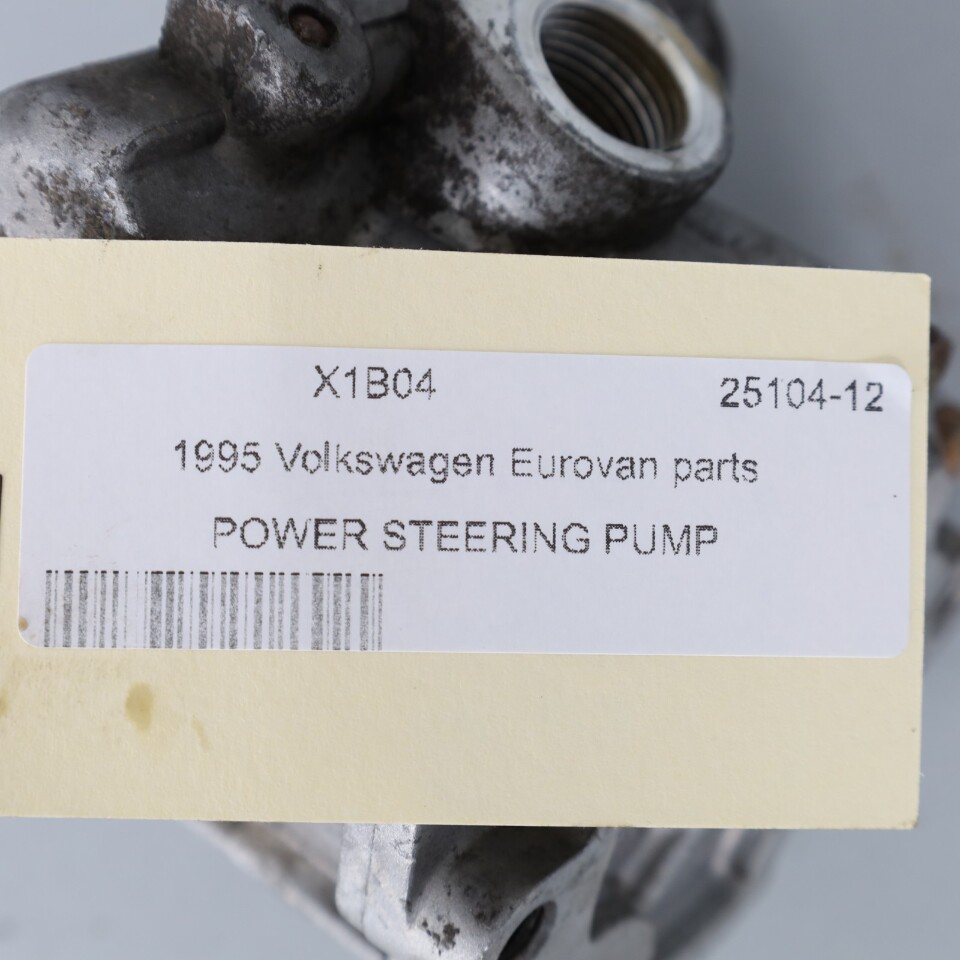 X1B04 25104-12
1995 Volkswagen Eurovan parts
POWER STEERING PUMP